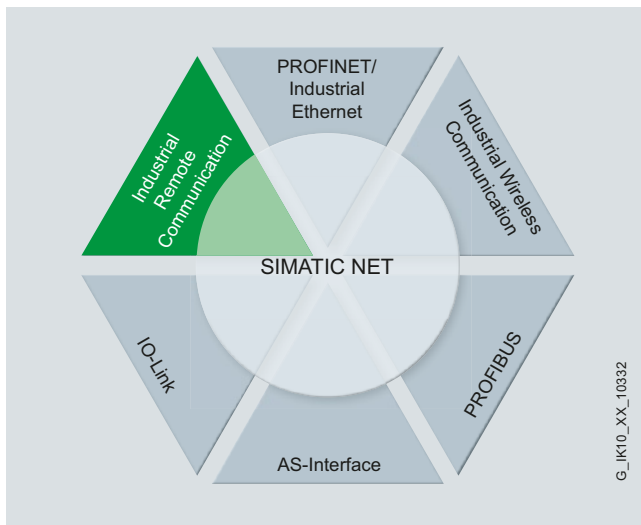 PROFINET/
Industrial
Ethernet
Industrial Wireless
Communication
Industrial
Remote
Communication
SIMATIC NET
IO-Link
PROFIBUS
AS-Interface
G_IK10_XX_10332